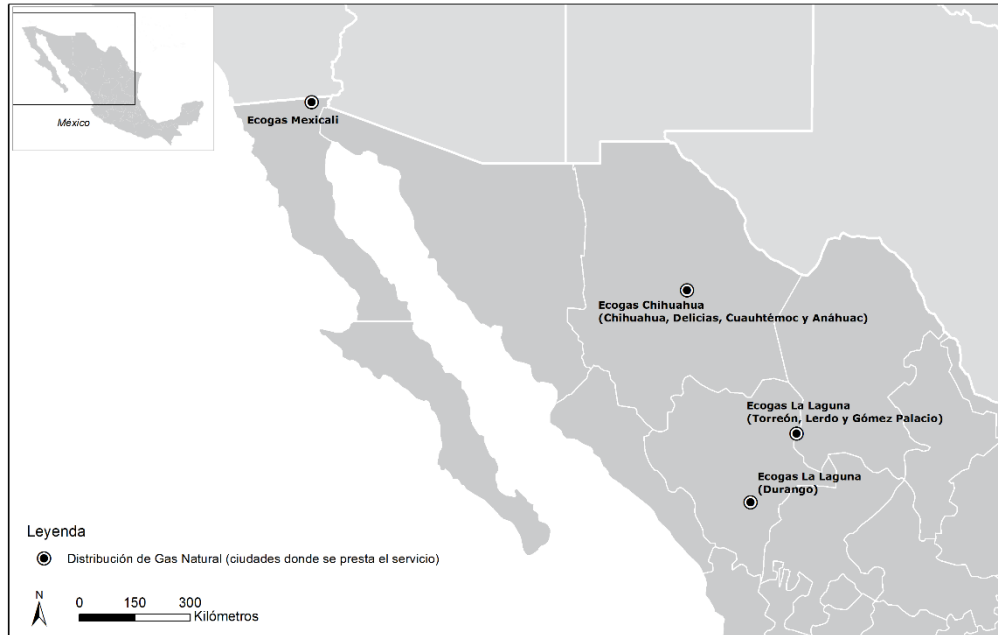 México
Ecogas Mexicali
Ecogas Chihuahua
(Chihuahua, Delicias, Cuauhtémoc y Anáhuac)
Ecogas La Laguna
(Torreón, Lerdo y Gómez Palacio)
Ecogas La Laguna
(Durango)
Leyenda
Distribución de Gas Natural (ciudades donde se presta el servicio)
N
0 150 300
Kilómetros